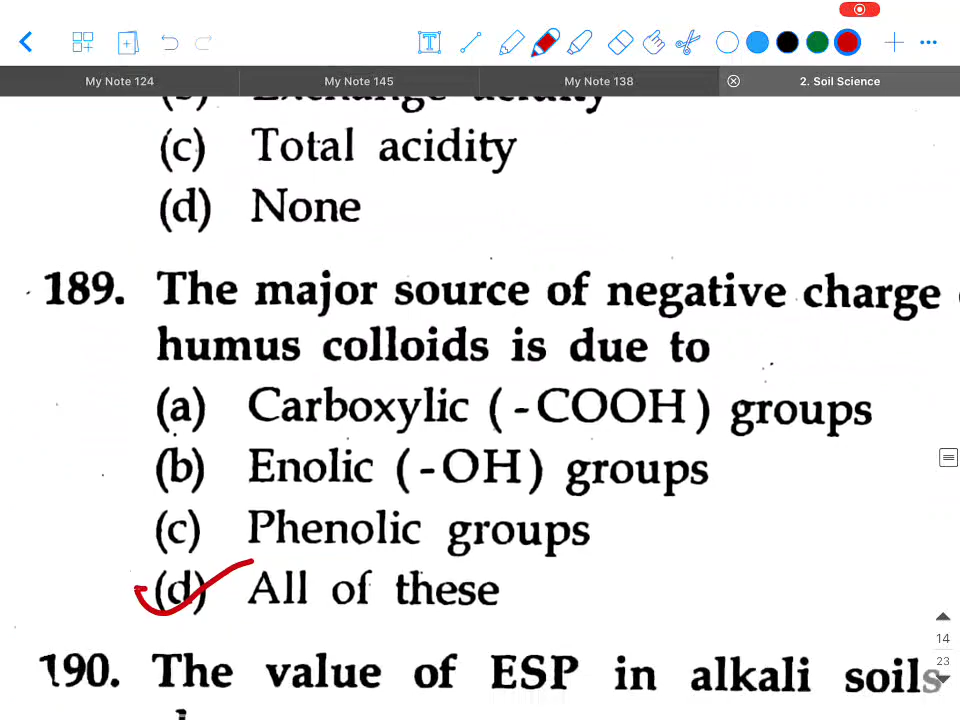 My Note 124
My Note 145
My Note 138
2. Soil Science
(b) Exchange acidity
(c) Total acidity
(d) None
189. The major source of negative charge
humus colloids is due to
(a) Carboxylic (-COOH) groups
(b) Enolic (-OH) groups
(c) Phenolic groups
(d) All of these
14
23
190. The value of ESP in alkali soils